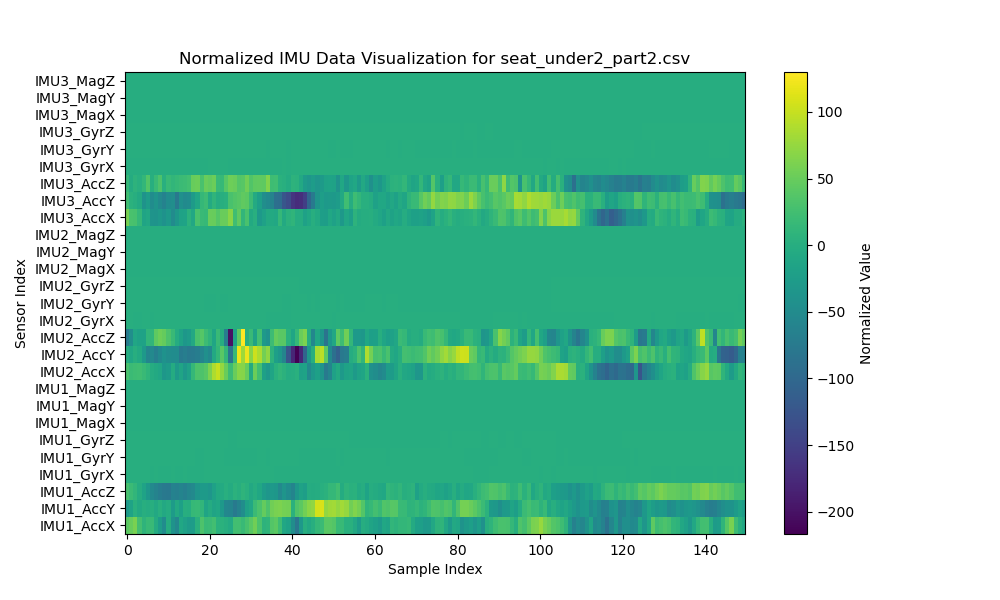 Normalized IMU Data Visualization for seat_under2_part2.csv
IMU3_MagZ
IMU3_MagY
IMU3_MagX
IMU3_GyrZ
IMU3_GyrY
IMU3_GyrX
IMU3_AccZ
IMU3_AccY
IMU3_AccX
IMU2_MagZ
IMU2_MagY
IMU2_MagX
IMU2_GyrZ
IMU2_GyrY
IMU2_GyrX
IMU2_AccZ
IMU2_AccY
IMU2_AccX
IMU1_MagZ
IMU1_MagY
IMU1_MagX
IMU1_GyrZ
IMU1_GyrY
IMU1_GyrX
IMU1_AccZ
IMU1_AccY
IMU1_AccX
Sensor Index
0 20 40 60 80 100 120 140
Sample Index
100
50
0
−50
−100
−150
−200
Normalized Value